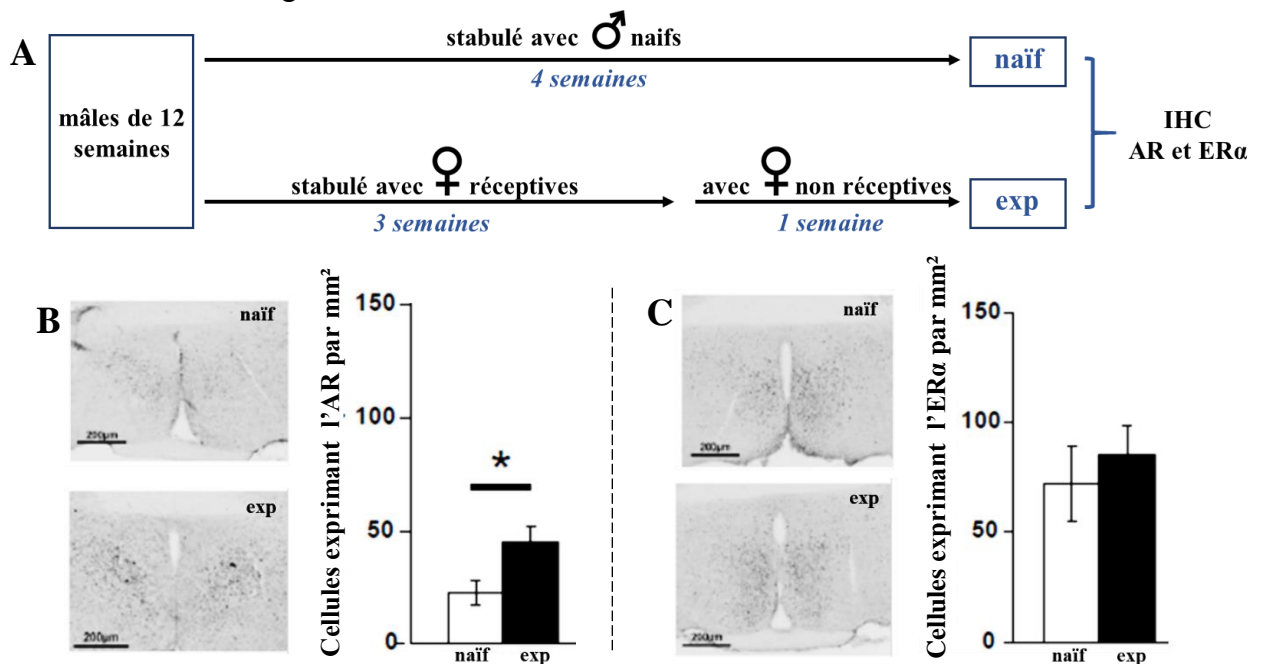 A
mâles de 12
semaines
stabulé avec ♂ naifs
4 semaines
naïf
stabulé avec ♀ réceptives
3 semaines
avec ♀ non réceptives
1 semaine
exp
IHC
AR et ERα
B
naïf
200µm
exp
200µm
Cellules exprimant l’AR par mm²
150
100
50
0
*
naïf
exp
C
naïf
200µm
exp
200µm
Cellules exprimant l’ERα par mm²
150
100
50
0
naïf
exp